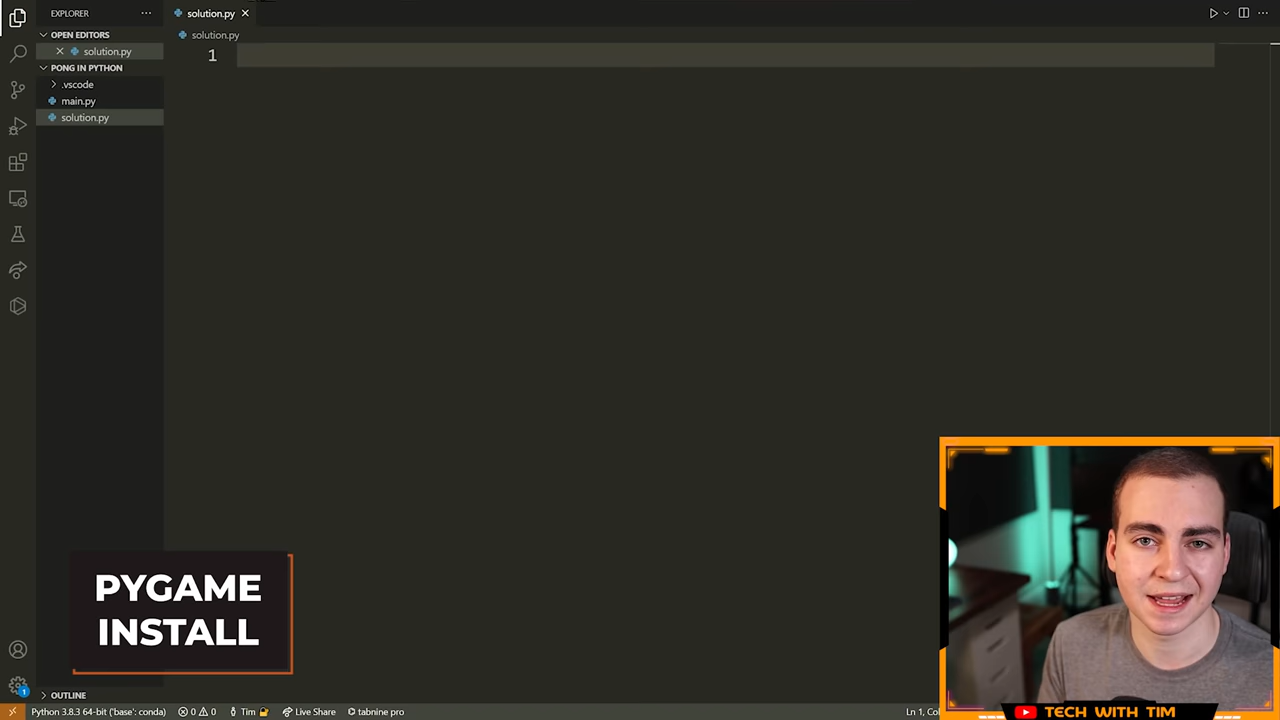 EXPLORER
···
solution.py
OPEN EDITORS
solution.py
solution.py
PONG IN PYTHON
1
.vscode
main.py
solution.py
PYGAME
INSTALL
1
OUTLINE
Python 3.8.3 64-bit ('base': conda)
0
0
Tim
Live Share
tabnine pro
Ln 1,
TECH WITH TIM